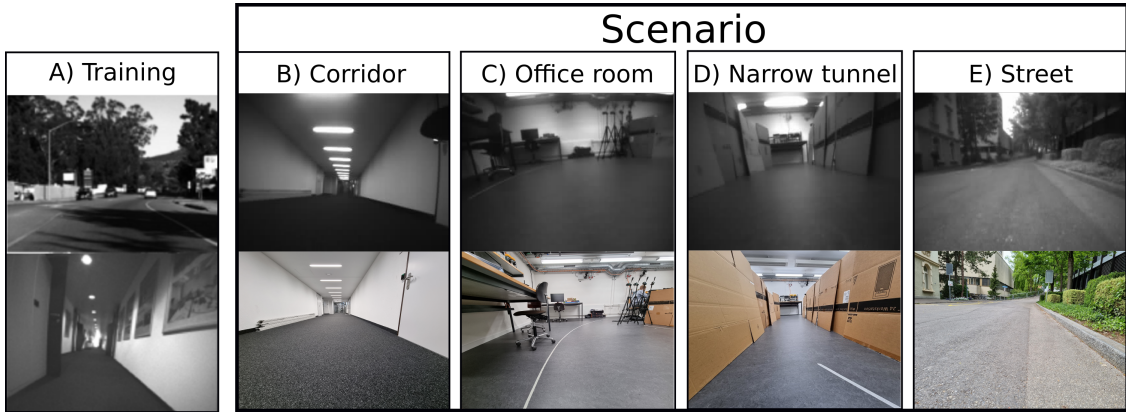 Scenario
A) Training
B) Corridor
C) Office room
D) Narrow tunnel
E) Street